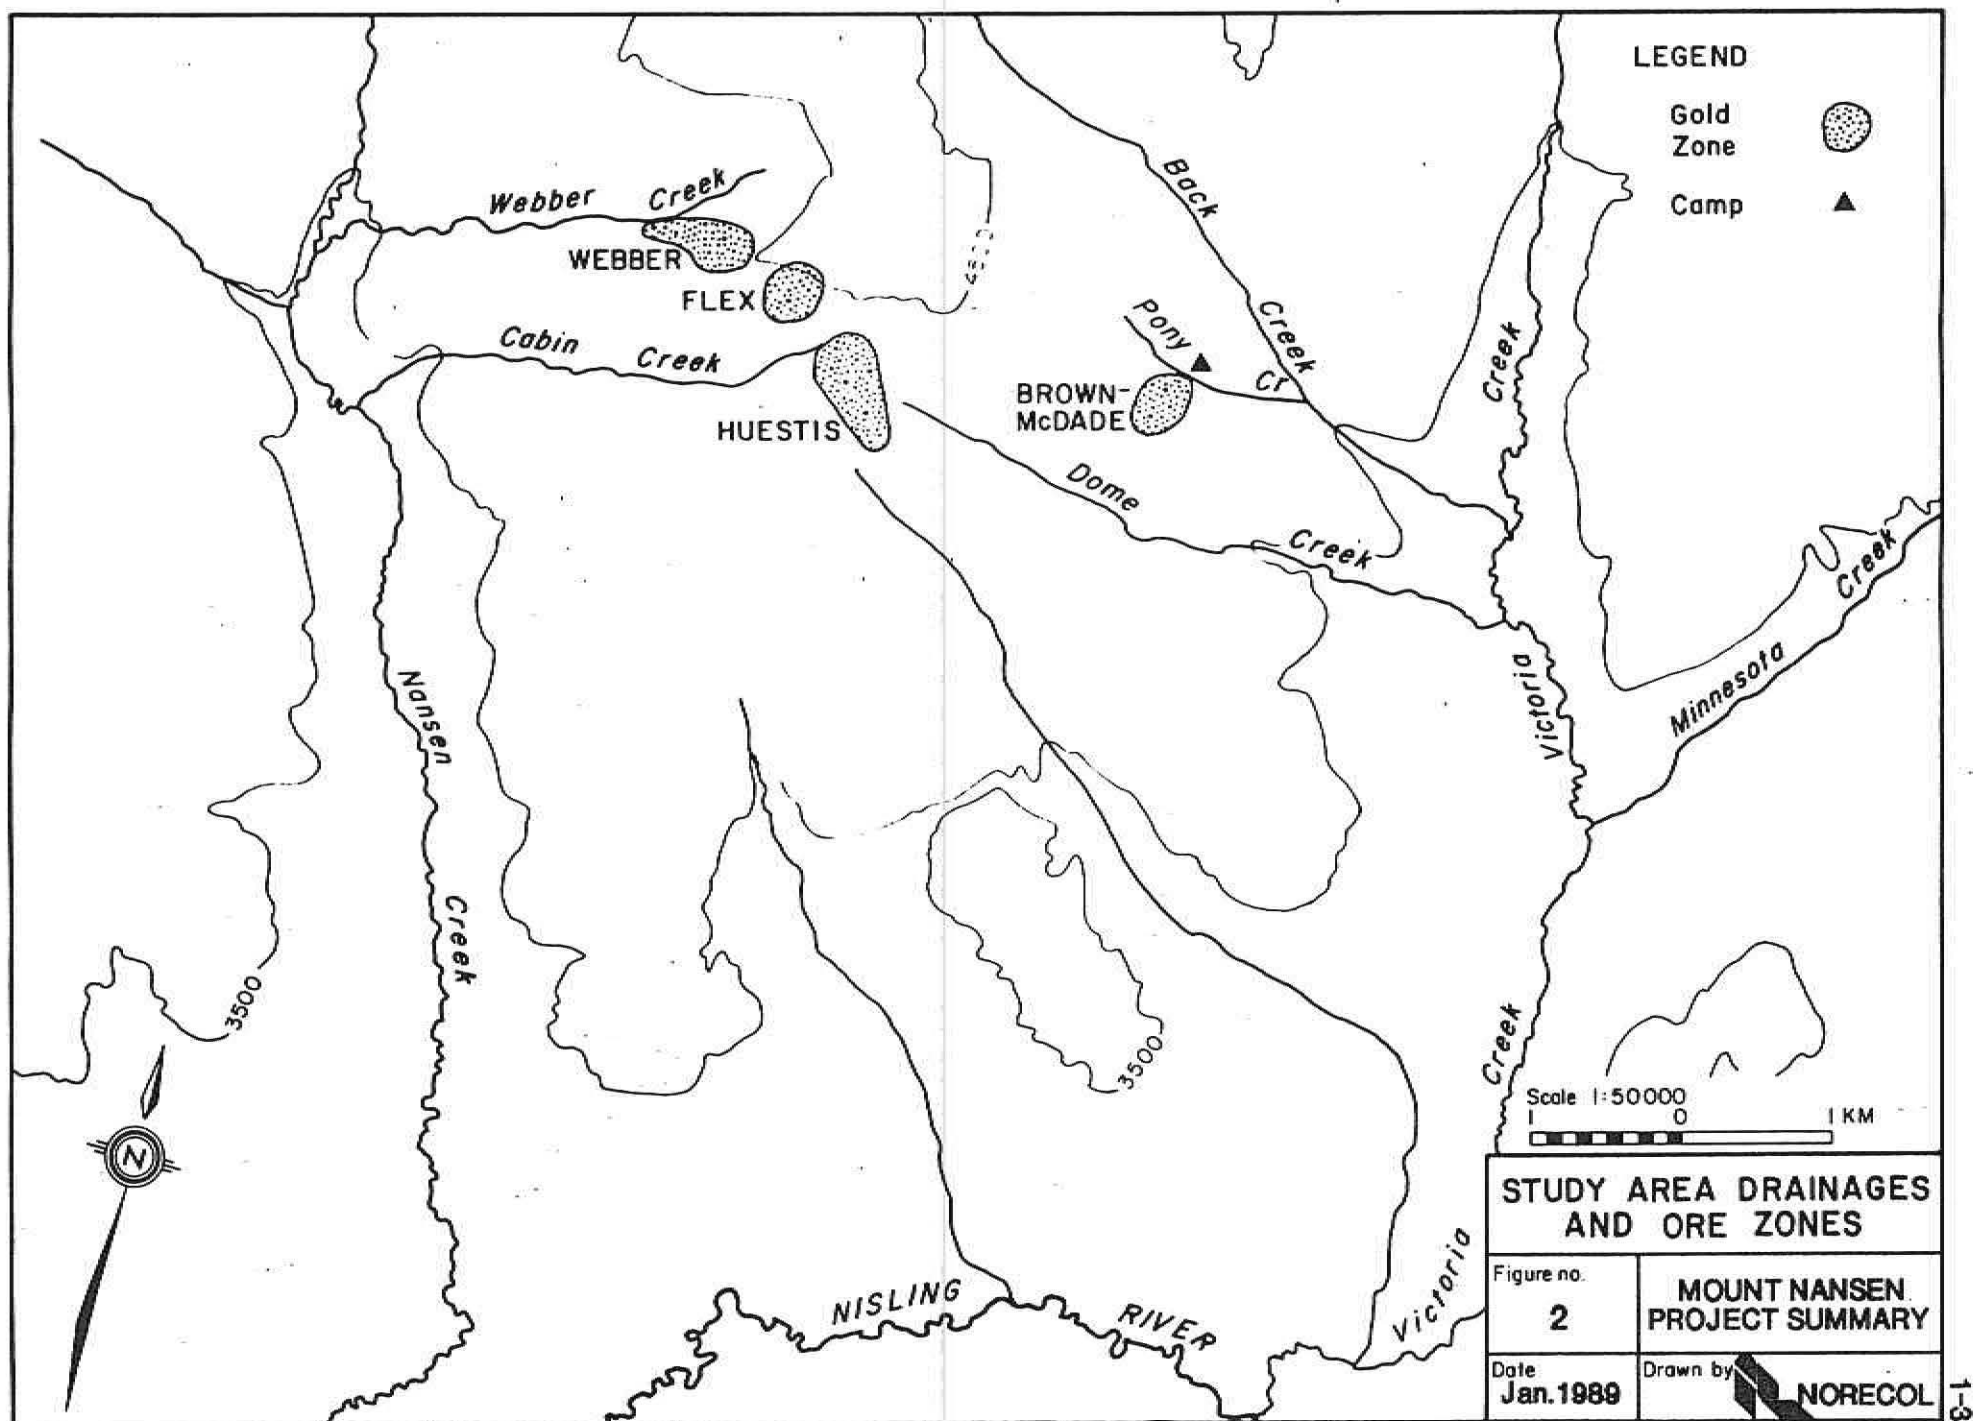 LEGEND
Gold
Zone
Camp
Webber Creek
WEBBER
FLEX
Cabin Creek
HUESTIS
Back Creek
Pony Cr
BROWN-
McDADE
Dome Creek
Creek
Victoria
Creek
Victoria
Minnesota Creek
Nansen Creek
3500
3500
N
NISLING RIVER
Scale 1:50000
1 0 1 KM
STUDY AREA DRAINAGES
AND ORE ZONES
Figure no.
2
MOUNT NANSEN
PROJECT SUMMARY
Date
Jan.1989
Drawn by
NORECOL
1-3